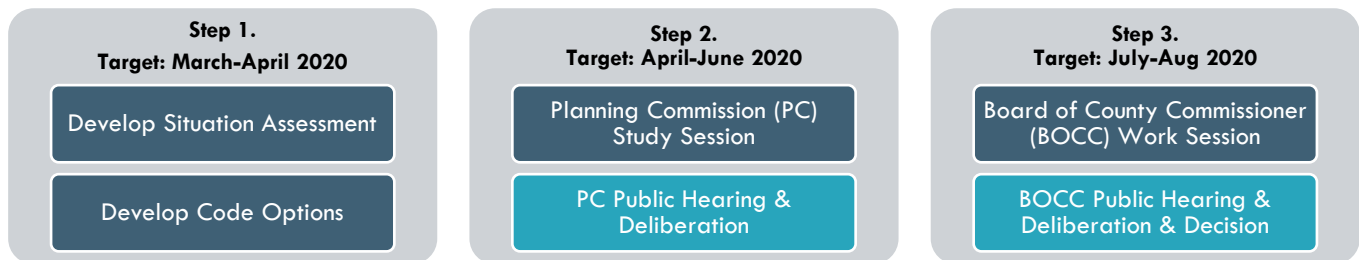 Step 1.
Target: March-April 2020
Develop Situation Assessment
Develop Code Options
Step 2.
Target: April-June 2020
Planning Commission (PC)
Study Session
PC Public Hearing &
Deliberation
Step 3.
Target: July-Aug 2020
Board of County Commissioner
(BOCC) Work Session
BOCC Public Hearing &
Deliberation & Decision